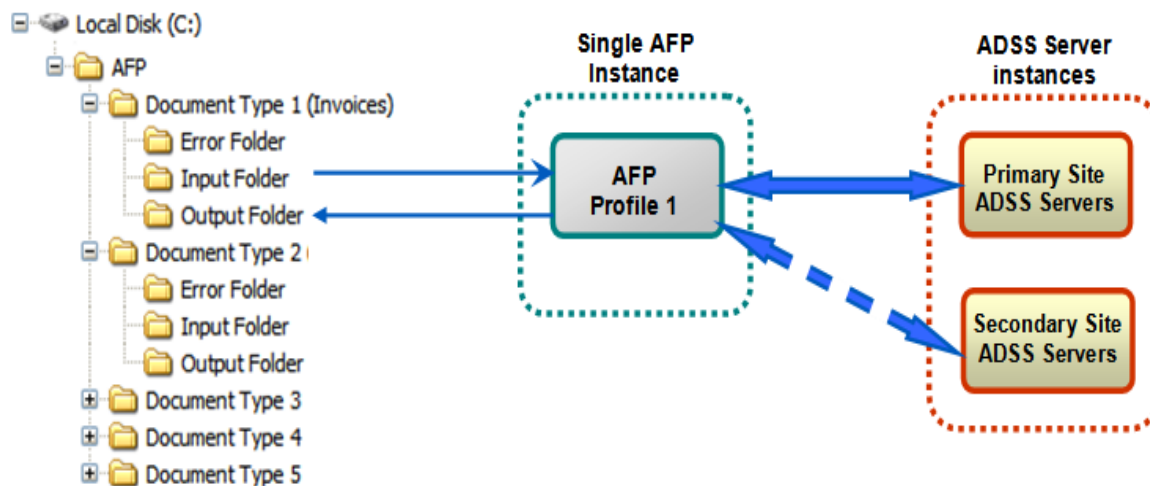 Local Disk (C:)
AFP
Document Type 1 (Invoices)
Error Folder
Input Folder
Output Folder
Document Type 2 (
Error Folder
Input Folder
Output Folder
Document Type 3
Document Type 4
Document Type 5
Single AFP
Instance
AFP
Profile 1
ADSS Server
instances
Primary Site
ADSS Servers
Secondary Site
ADSS Servers